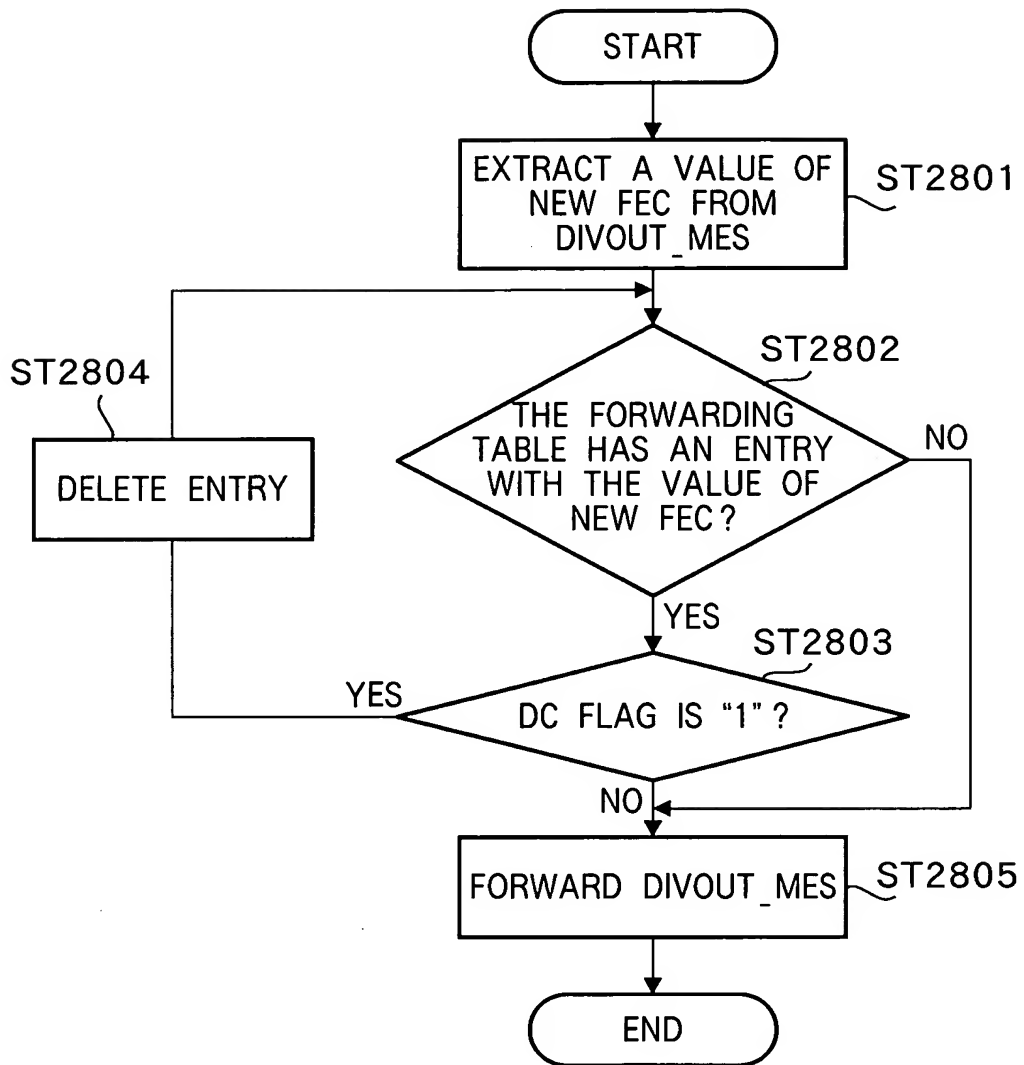 START
EXTRACT A VALUE OF
NEW FEC FROM
DIVOUT_MES
ST2801
ST2802
ST2804
THE FORWARDING
TABLE HAS AN ENTRY
WITH THE VALUE OF
NEW FEC?
NO
DELETE ENTRY
YES
ST2803
YES
DC FLAG IS “1”?
NO
FORWARD DIVOUT_MES
ST2805
END